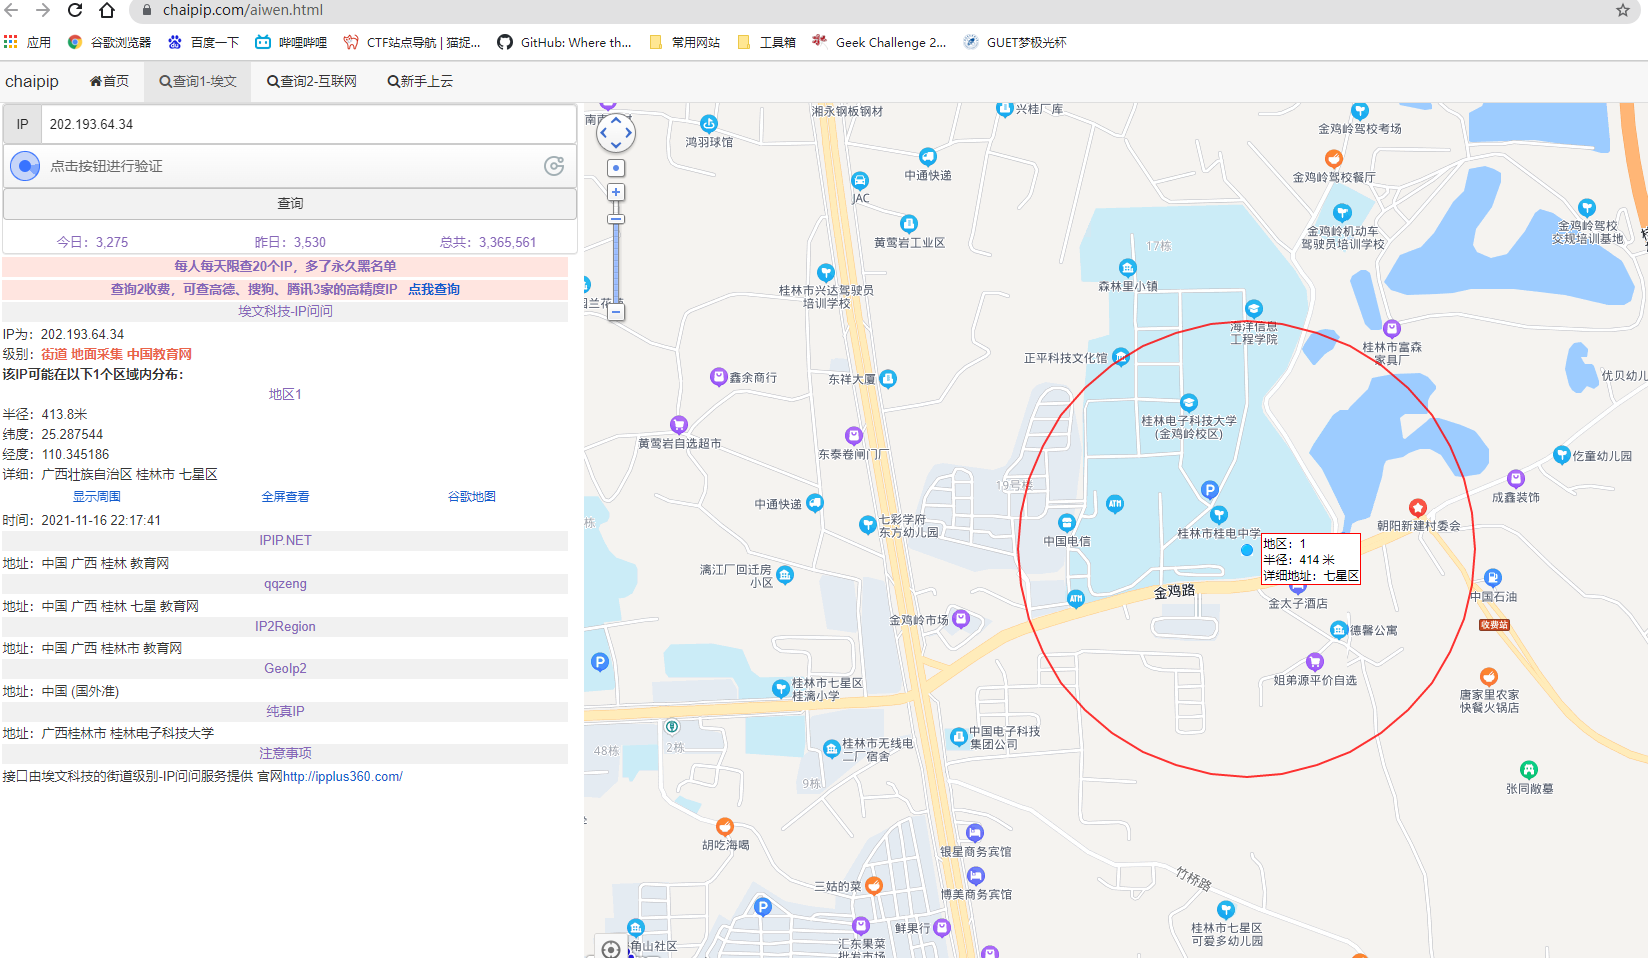 chaipip.com/aiwen.html
应用
谷歌浏览器
百度一下
哔哩哔哩
CTF站点导航 | 猫捉...
GitHub: Where th...
常用网站
工具箱
Geek Challenge 2...
GUET梦极光杯
chaipip
首页
查询1-埃文
查询2-互联网
新手上云
IP
202.193.64.34
点击按钮进行验证
查询
今日：3,275
昨日：3,530
总共：3,365,561
每人每天限查20个IP，多了永久黑名单
查询2收费，可查高德、搜狗、腾讯3家的高精度IP 点我查询
埃文科技-IP问问
IP为：202.193.64.34
级别：街道 地面采集 中国教育网
该IP可能在以下1个区域内分布：
地区1
半径：413.8米
纬度：25.287544
经度：110.345186
详细：广西壮族自治区 桂林市 七星区
显示周围
全屏查看
谷歌地图
时间：2021-11-16 22:17:41
IPIP.NET
地址：中国 广西 桂林 教育网
qqzeng
地址：中国 广西 桂林 七星 教育网
IP2Region
地址：中国 广西 桂林市 教育网
GeoIp2
地址：中国 (国外准)
纯真IP
地址：广西桂林市 桂林电子科技大学
注意事项
接口由埃文科技的街道级别-IP问问服务提供 官网http://ipplus360.com/
湘永钢板钢材
兴桂厂库
鸿羽球馆
金鸡岭驾校考场
中通快递
金鸡岭驾校餐厅
JAC
金鸡岭驾校
交规培训基地
金鸡岭机动车
驾驶员培训学校
黄莺岩工业区
17栋
桂林市兴达驾驶员
培训学校
森林里小镇
海洋信息
工程学院
正平科技文化馆
桂林市富森
家具厂
鑫余商行
东祥大厦
优贝幼儿
桂林电子科技大学
(金鸡岭校区)
黄莺岩自选超市
东泰卷闸门厂
仡童幼儿园
19号楼
成鑫装饰
中通快递
P
ATM
七彩学府
东方幼儿园
中国电信
桂林市桂电中学
朝阳新建村委会
地区：1
半径：414 米
详细地址：七星区
漓江厂回迁房
小区
ATM
金鸡路
金太子酒店
中国石油
收费站
金鸡岭市场
德馨公寓
P
桂林市七星区
桂漓小学
姐弟源平价自选
唐家里农家
快餐火锅店
48栋
2栋
桂林市无线电
二厂宿舍
中国电子科技
集团公司
9栋
张同敞墓
胡吃海喝
银星商务宾馆
三姑的菜
博美商务宾馆
竹桥路
P
鲜果行
桂林市七星区
可爱多幼儿园
角山社区
汇东果菜
批发市场